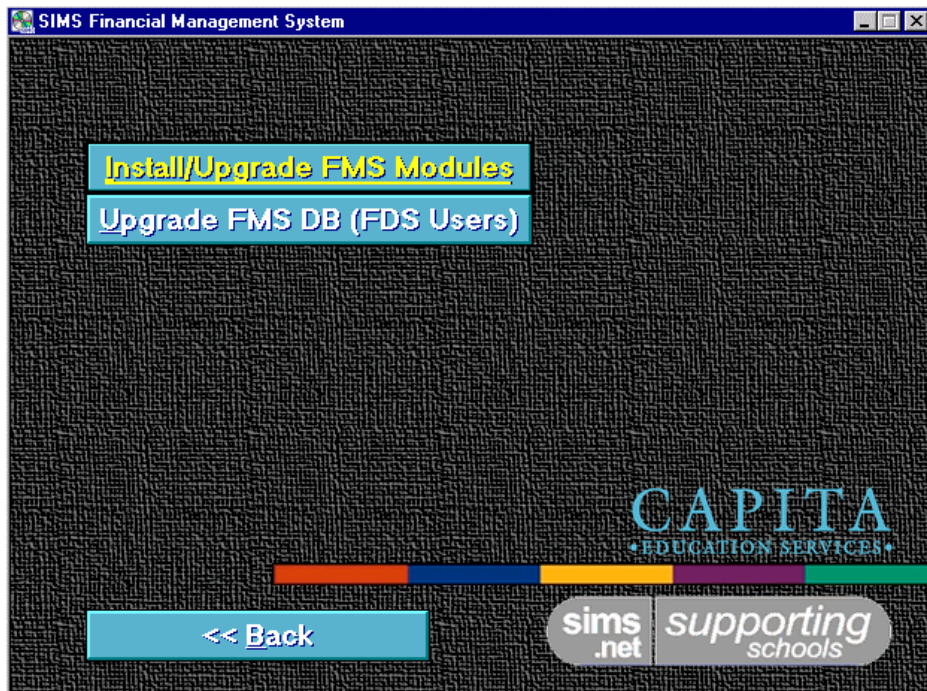 SIMS Financial Management System
Install/Upgrade FMS Modules
Upgrade FMS DB (FDS Users)
CAPITA
•EDUCATION SERVICES•
<< Back
sims
.net
supporting
schools